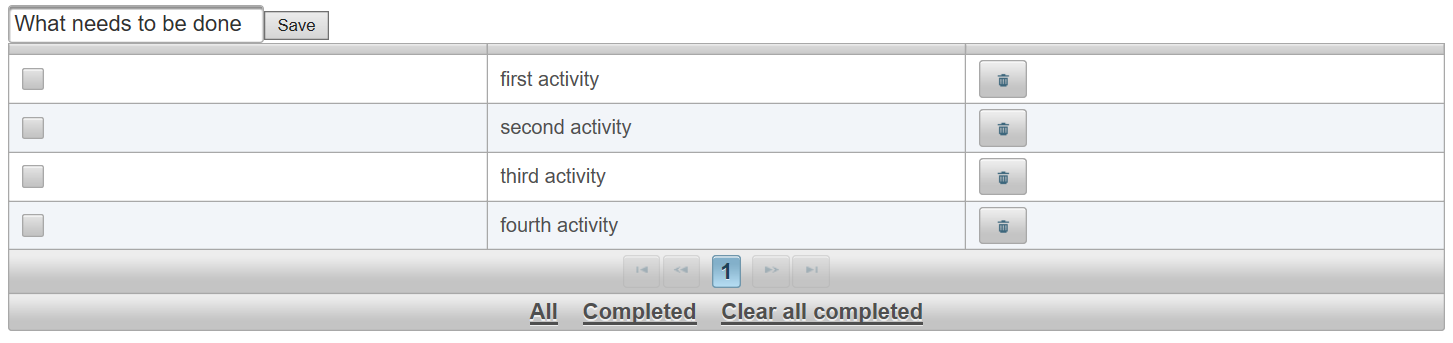 What needs to be done Save
first activity
second activity
third activity
fourth activity
1
All Completed Clear all completed